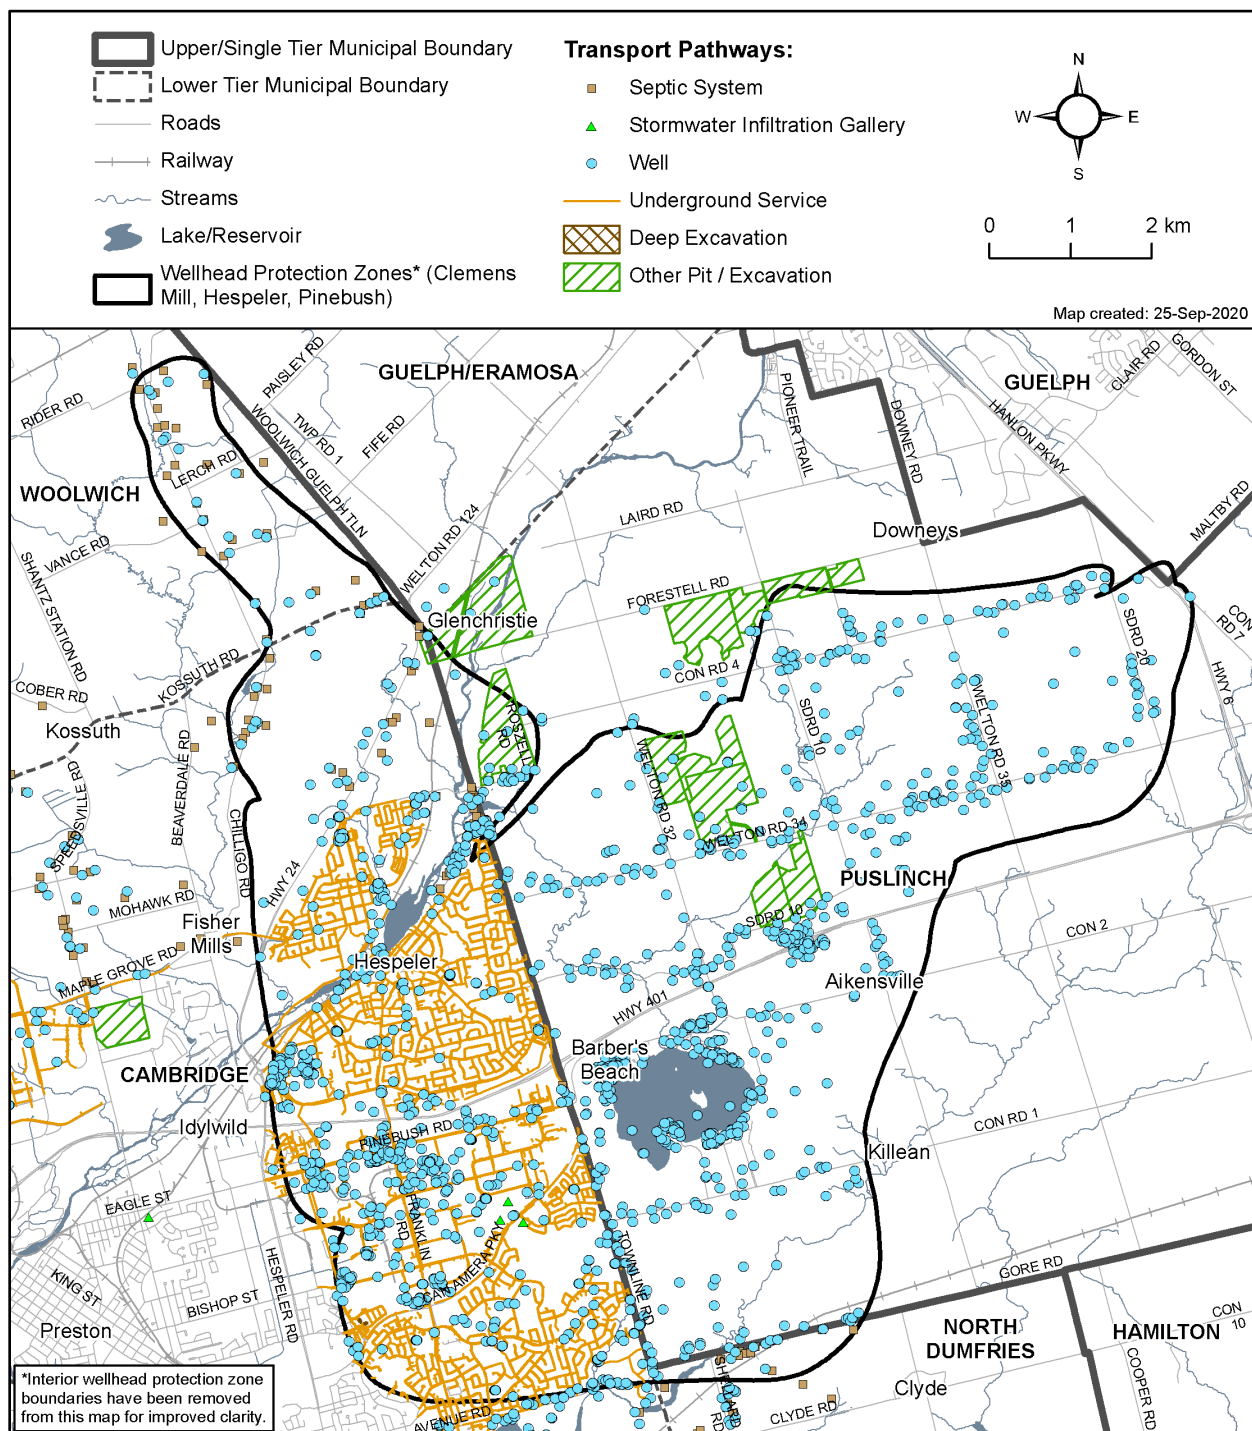 Upper/Single Tier Municipal Boundary
Lower Tier Municipal Boundary
Roads
Railway
Streams
Lake/Reservoir
Wellhead Protection Zones* (Clemens
Mill, Hespeler, Pinebush)
Transport Pathways:
Septic System
Stormwater Infiltration Gallery
Well
Underground Service
Deep Excavation
Other Pit / Excavation
N
W
E
S
0 1 2 km
Map created: 25-Sep-2020
RIDER RD
PAISLEY RD
GUELPH/ERAMOSA
GUELPH
CLAIR RD
GORDON ST
PIONEER TRAIL
DOWNEY RD
HANLON PKWY
TWP RD 1
FIFE RD
WOOLWICH GUELPH TLN
LERCH RD
WOOLWICH
VANCE RD
SHANTZ STATION RD
WELTON RD 124
LAIRD RD
Downeys
MALTBY RD
FORESTELL RD
Glenchristie
CON
RD 7
SDRD 20
HWY 6
KOSSUTH RD
COBER RD
Kossuth
CON RD 4
ROSZELL
RD
SDRD 10
WELTON RD 35
WELTON RD 32
BEAVERDALE RD
SPEEDSVILLE RD
CHILLIGO RD
HWY 24
WELTON RD 34
PUSLINCH
MOHAWK RD
Fisher
Mills
SDRD 10
CON 2
MAPLE GROVE RD
Hespeler
Aikensville
HWY 401
Barber's
Beach
CAMBRIDGE
Idylwild
PINEBUSH RD
CON RD 1
Killean
EAGLE ST
FRANKLIN
RD
CAN AMERA PKY
TOWNLINE RD
HESPELER RD
KING ST
BISHOP ST
Preston
GORE RD
NORTH
DUMFRIES
HAMILTON
CON
10
COOPER RD
Clyde
CLYDE RD
SHELLARD
RD
AVENUE RD
*Interior wellhead protection zone
boundaries have been removed
from this map for improved clarity.